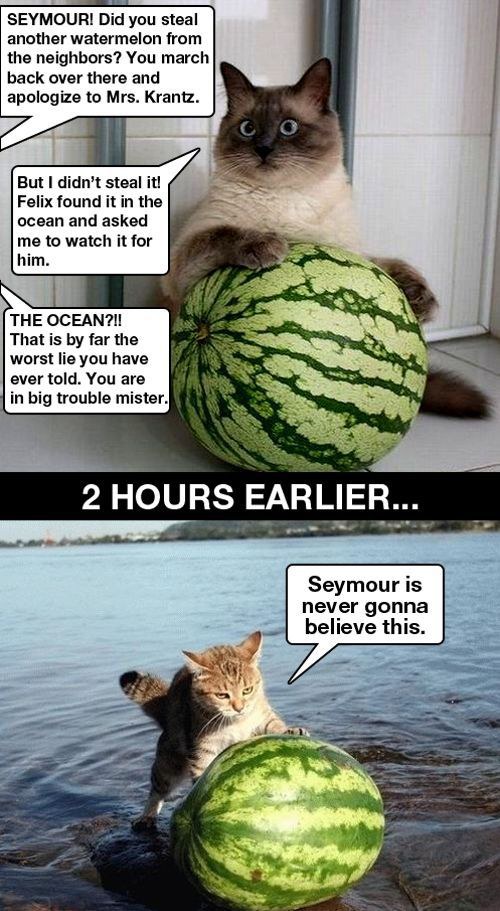 SEYMOUR! Did you steal
another watermelon from
the neighbors? You march
back over there and
apologize to Mrs. Krantz.
But I didn't steal it!
Felix found it in the
ocean and asked
me to watch it for
him.
THE OCEAN?!!
That is by far the
worst lie you have
ever told. You are
in big trouble mister.
2 HOURS EARLIER...
Seymour is
never gonna
believe this.